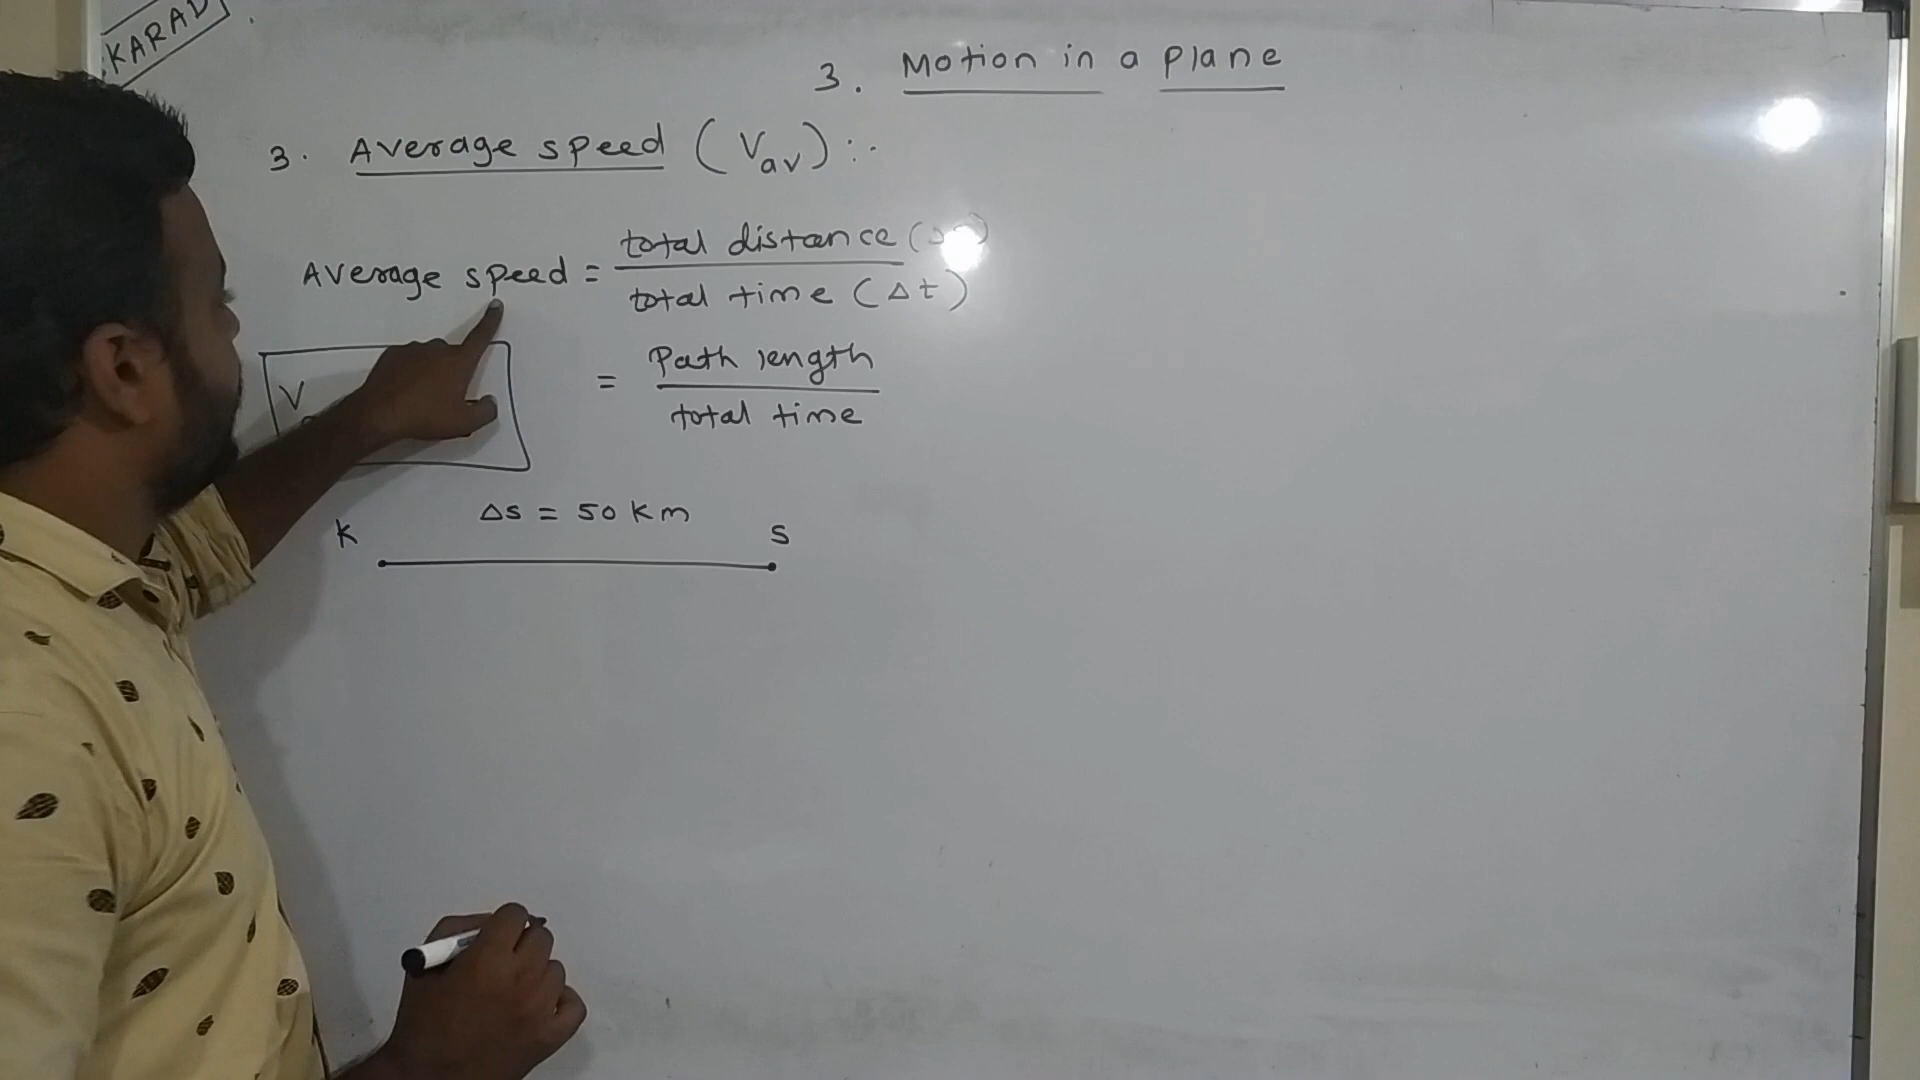 KARAD
3. Motion in a plane
3. Average speed (Vav) :-
Average speed = total distance
total time (Δt)
= Path length
total time
V
Δs = 50 km
K S